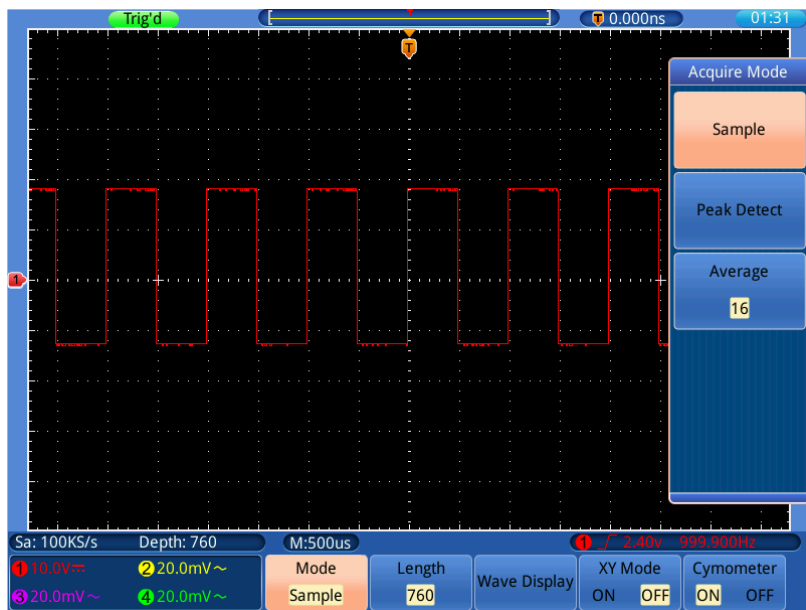 Trig'd
[ ]
T 0.000ns
01:31
T
Acquire Mode
Sample
Peak Detect
Average
16
1
Sa: 100KS/s Depth: 760
M:500us
1 2.40v 999.900Hz
1 10.0V
2 20.0mV
3 20.0mV
4 20.0mV
Mode
Sample
Length
760
Wave Display
XY Mode
ON OFF
Cymometer
ON OFF